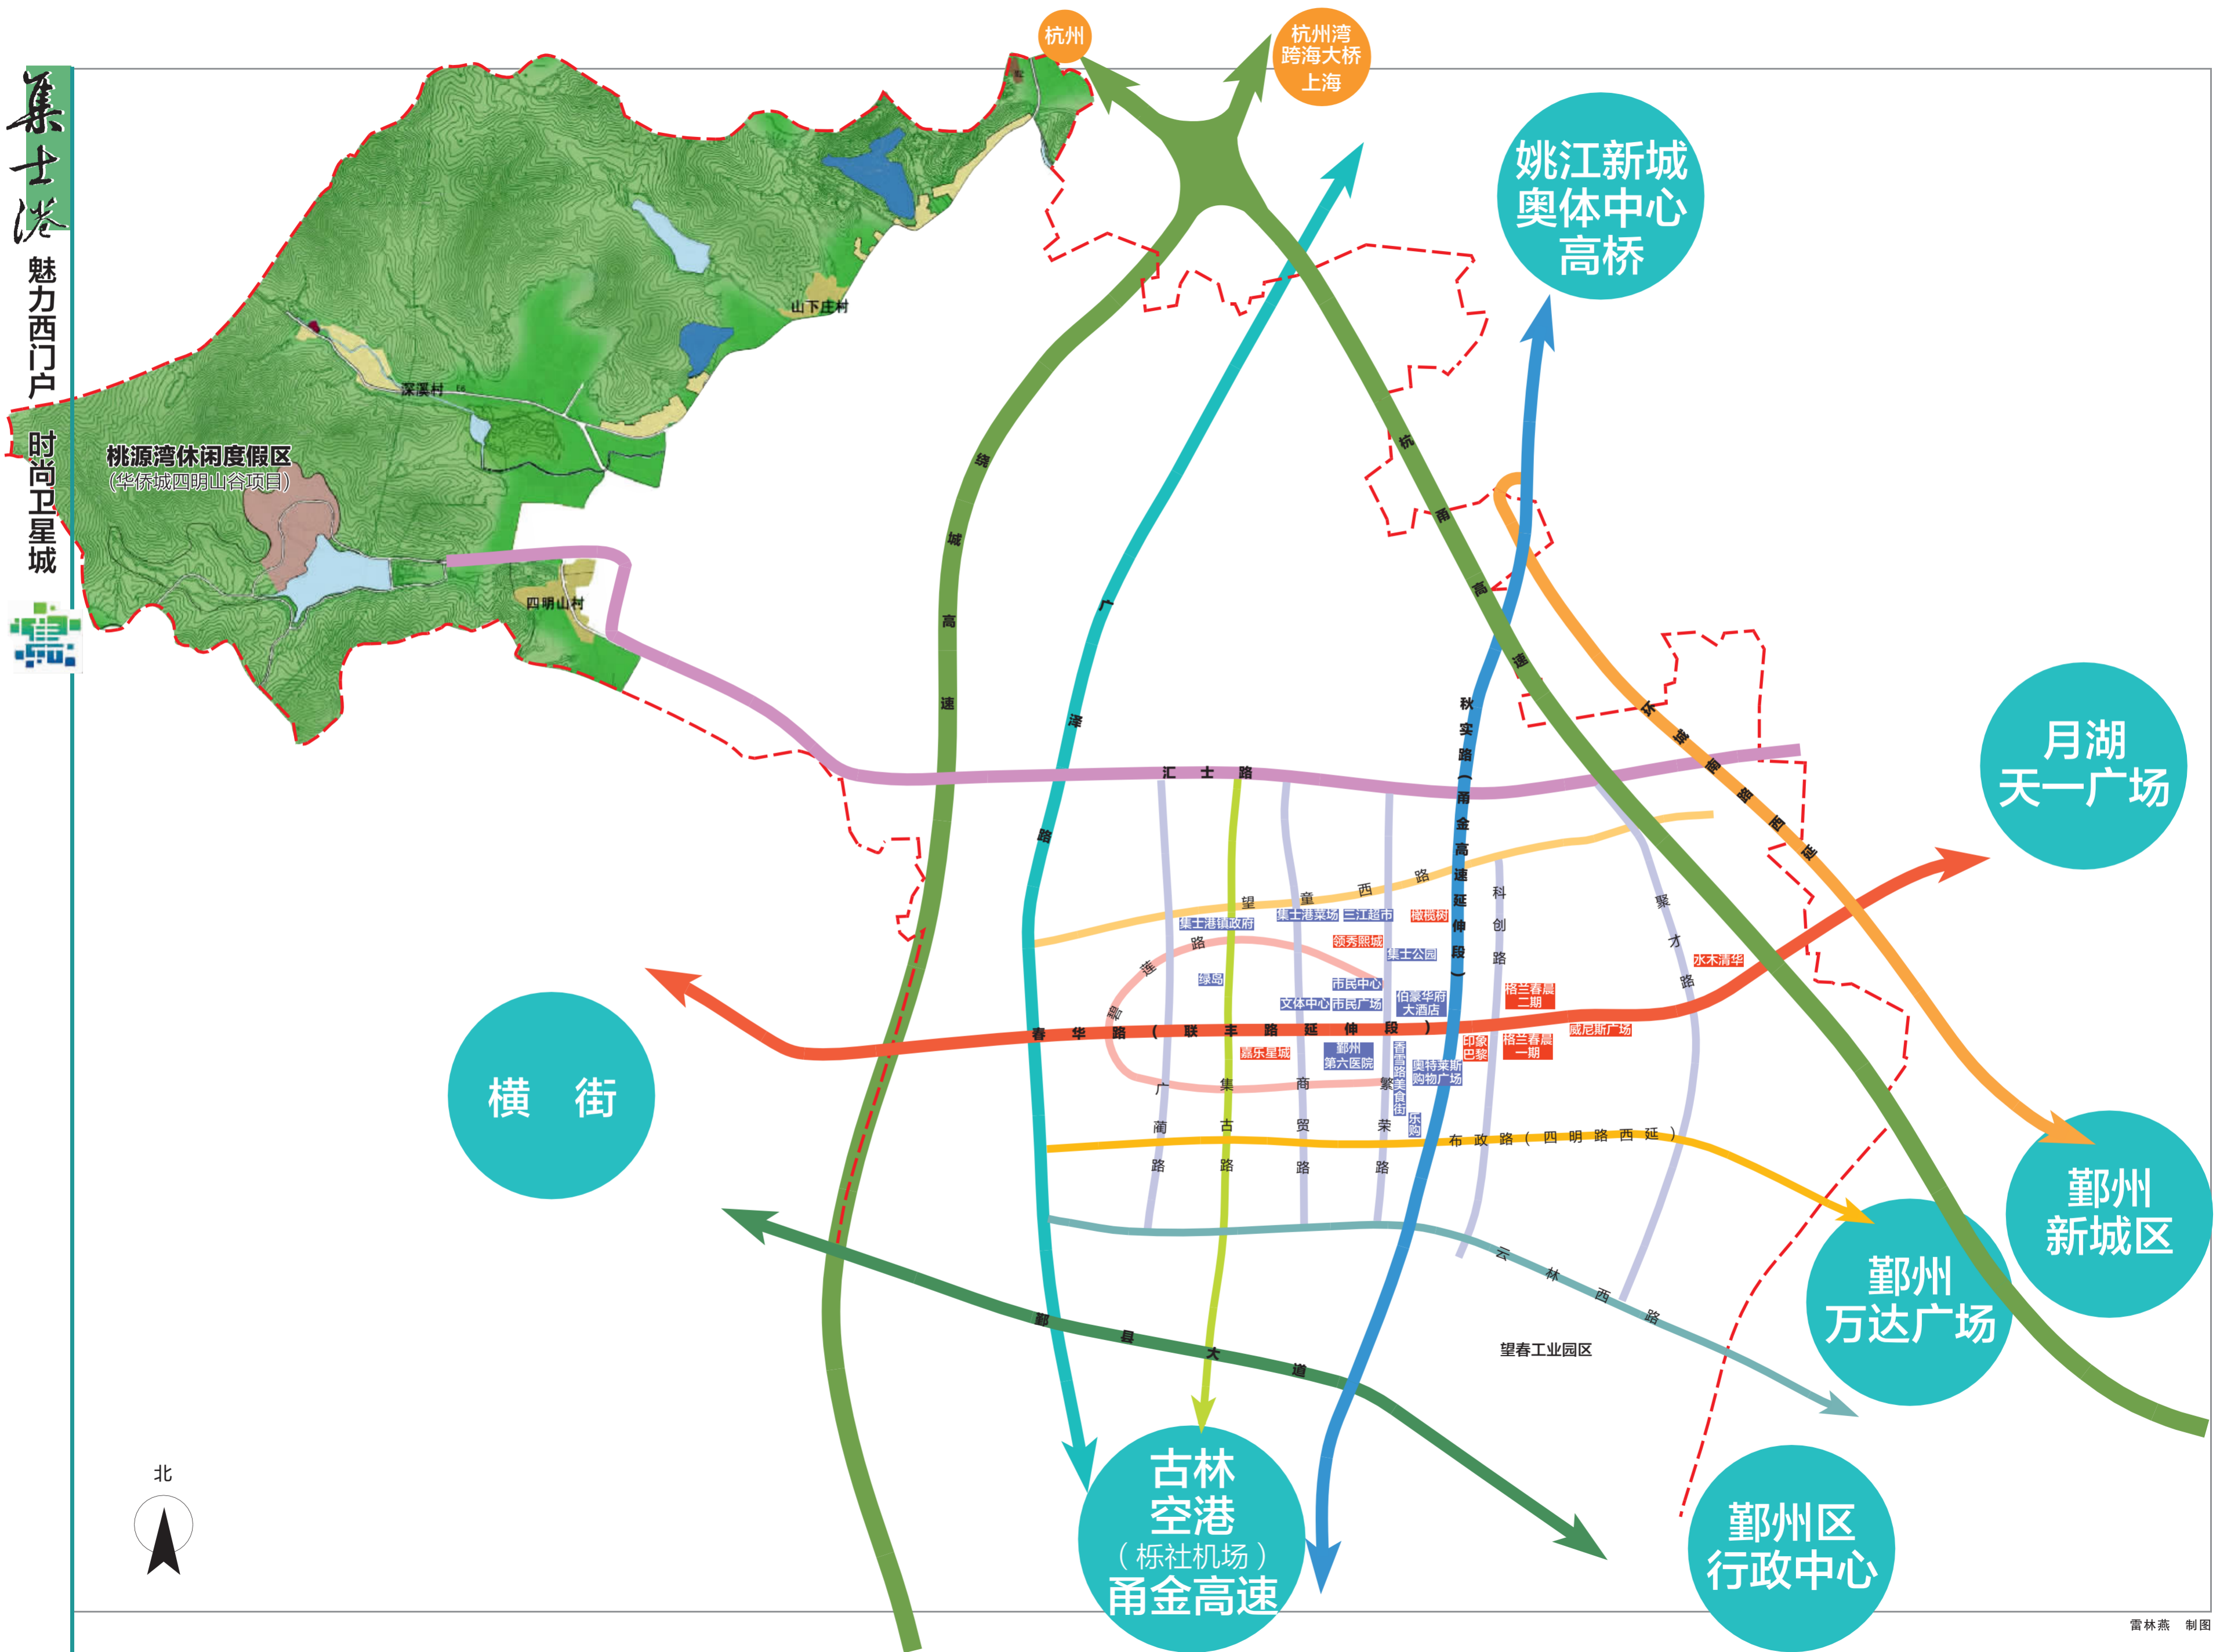 集士港
魅力西门户 时尚卫星城
杭州
杭州湾
跨海大桥
上海
姚江新城
奥体中心
高桥
山下庄村
深溪村 E6
桃源湾休闲度假区
(华侨城四明山谷项目)
四明山村
绕城高速
广泽路
杭甬高速
秋实路(甬金高速延伸段)
环城南路西延
月湖
天一广场
汇士路
望童西路
科创路
聚才路
集士港镇政府
集士港菜场
三江超市
橄榄树
领秀熙城
集士公园
碧莲路
绿岛
市民中心
文体中心
市民广场
伯豪华府
大酒店
格兰春晨
二期
水木清华
春华路(联丰路延伸段)
威尼斯广场
嘉乐星城
鄞州
第六医院
香雪路美食街
奥特莱斯
购物广场
印象
巴黎
格兰春晨
一期
乐购
广蔺路
集古路
商贸路
繁荣路
布政路(四明路西延)
横 街
鄞州
新城区
鄞州
万达广场
云林西路
望春工业园区
鄞县大道
古林
空港
(栎社机场)
甬金高速
鄞州区
行政中心
北
雷林燕 制图